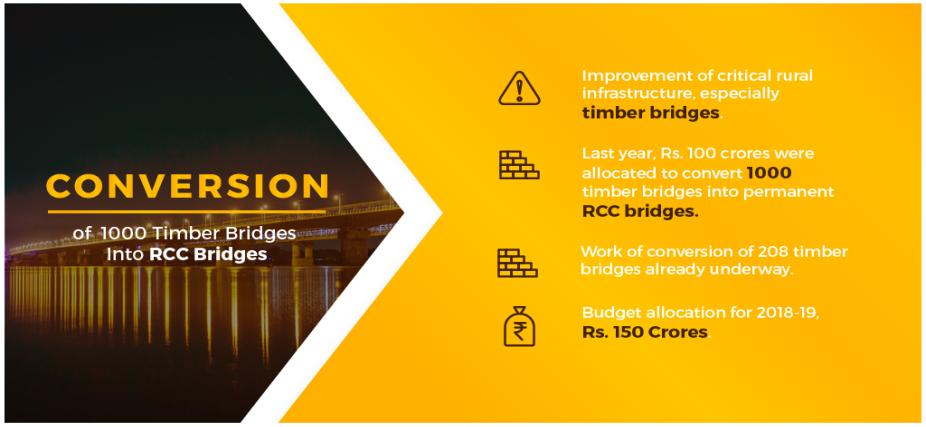 CONVERSION
of 1000 Timber Bridges
Into RCC Bridges
Improvement of critical rural
infrastructure, especially
timber bridges.
Last year, Rs. 100 crores were
allocated to convert 1000
timber bridges into permanent
RCC bridges.
Work of conversion of 208 timber
bridges already underway.
₹
Budget allocation for 2018-19,
Rs. 150 Crores.